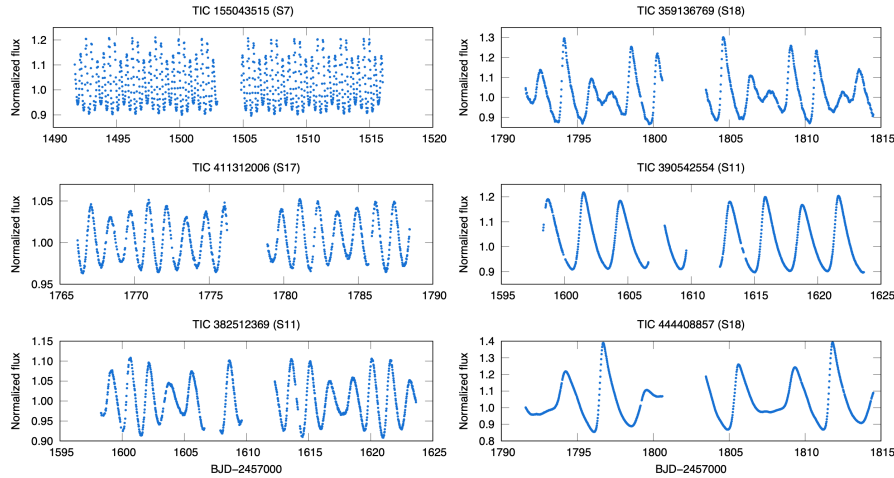 TIC 155043515 (S7)
Normalized flux
1.2
1.1
1.0
0.9
1490 1495 1500 1505 1510 1515 1520
TIC 359136769 (S18)
Normalized flux
1.3
1.2
1.1
1.0
0.9
1790 1795 1800 1805 1810 1815
TIC 411312006 (S17)
Normalized flux
1.05
1.00
0.95
1765 1770 1775 1780 1785 1790
TIC 390542554 (S11)
Normalized flux
1.2
1.1
1.0
0.9
1595 1600 1605 1610 1615 1620 1625
TIC 382512369 (S11)
Normalized flux
1.15
1.10
1.05
1.00
0.95
0.90
1595 1600 1605 1610 1615 1620 1625
BJD-2457000
TIC 444408857 (S18)
Normalized flux
1.4
1.3
1.2
1.1
1.0
0.9
0.8
1790 1795 1800 1805 1810 1815
BJD-2457000